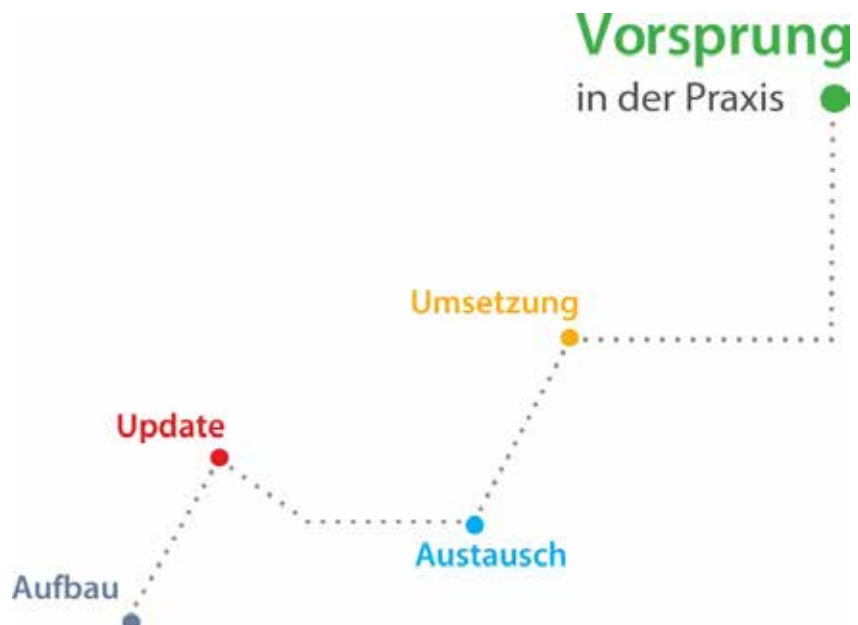 Vorsprung
in der Praxis
Umsetzung
Update
Austausch
Aufbau